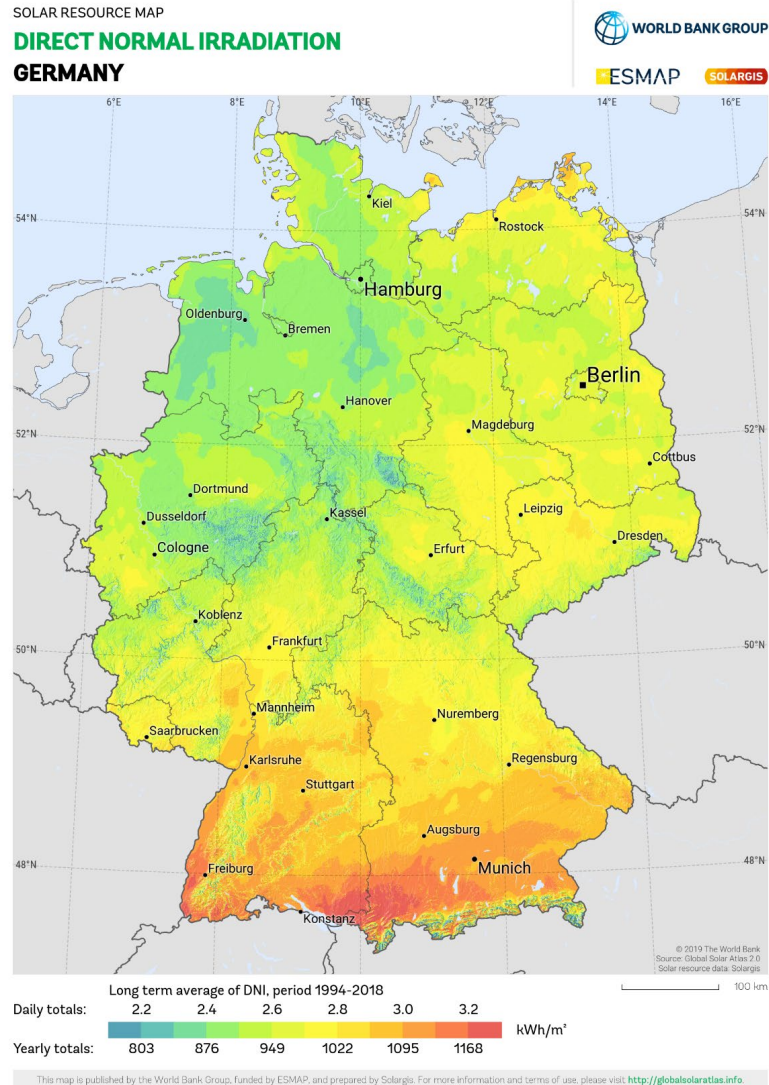 SOLAR RESOURCE MAP
DIRECT NORMAL IRRADIATION
GERMANY
WORLD BANK GROUP
ESMAP
SOLARGIS
6°E 8°E 10°E 12°E 14°E 16°E
54°N
54°N
Kiel
Rostock
Hamburg
Oldenburg
Bremen
Berlin
Hanover
Magdeburg
52°N
52°N
Cottbus
Dortmund
Leipzig
Dusseldorf
Kassel
Dresden
Cologne
Erfurt
Koblenz
50°N
50°N
Frankfurt
Mannheim
Nuremberg
Saarbrucken
Karlsruhe
Regensburg
Stuttgart
Augsburg
48°N
48°N
Freiburg
Munich
Konstanz
© 2019 The World Bank
Source: Global Solar Atlas 2.0
Solar resource data: Solargis
100 km
Long term average of DNI, period 1994-2018
Daily totals: 2.2 2.4 2.6 2.8 3.0 3.2
kWh/m²
Yearly totals: 803 876 949 1022 1095 1168
This map is published by the World Bank Group, funded by ESMAP, and prepared by Solargis. For more information and terms of use, please visit http://globalsolaratlas.info.